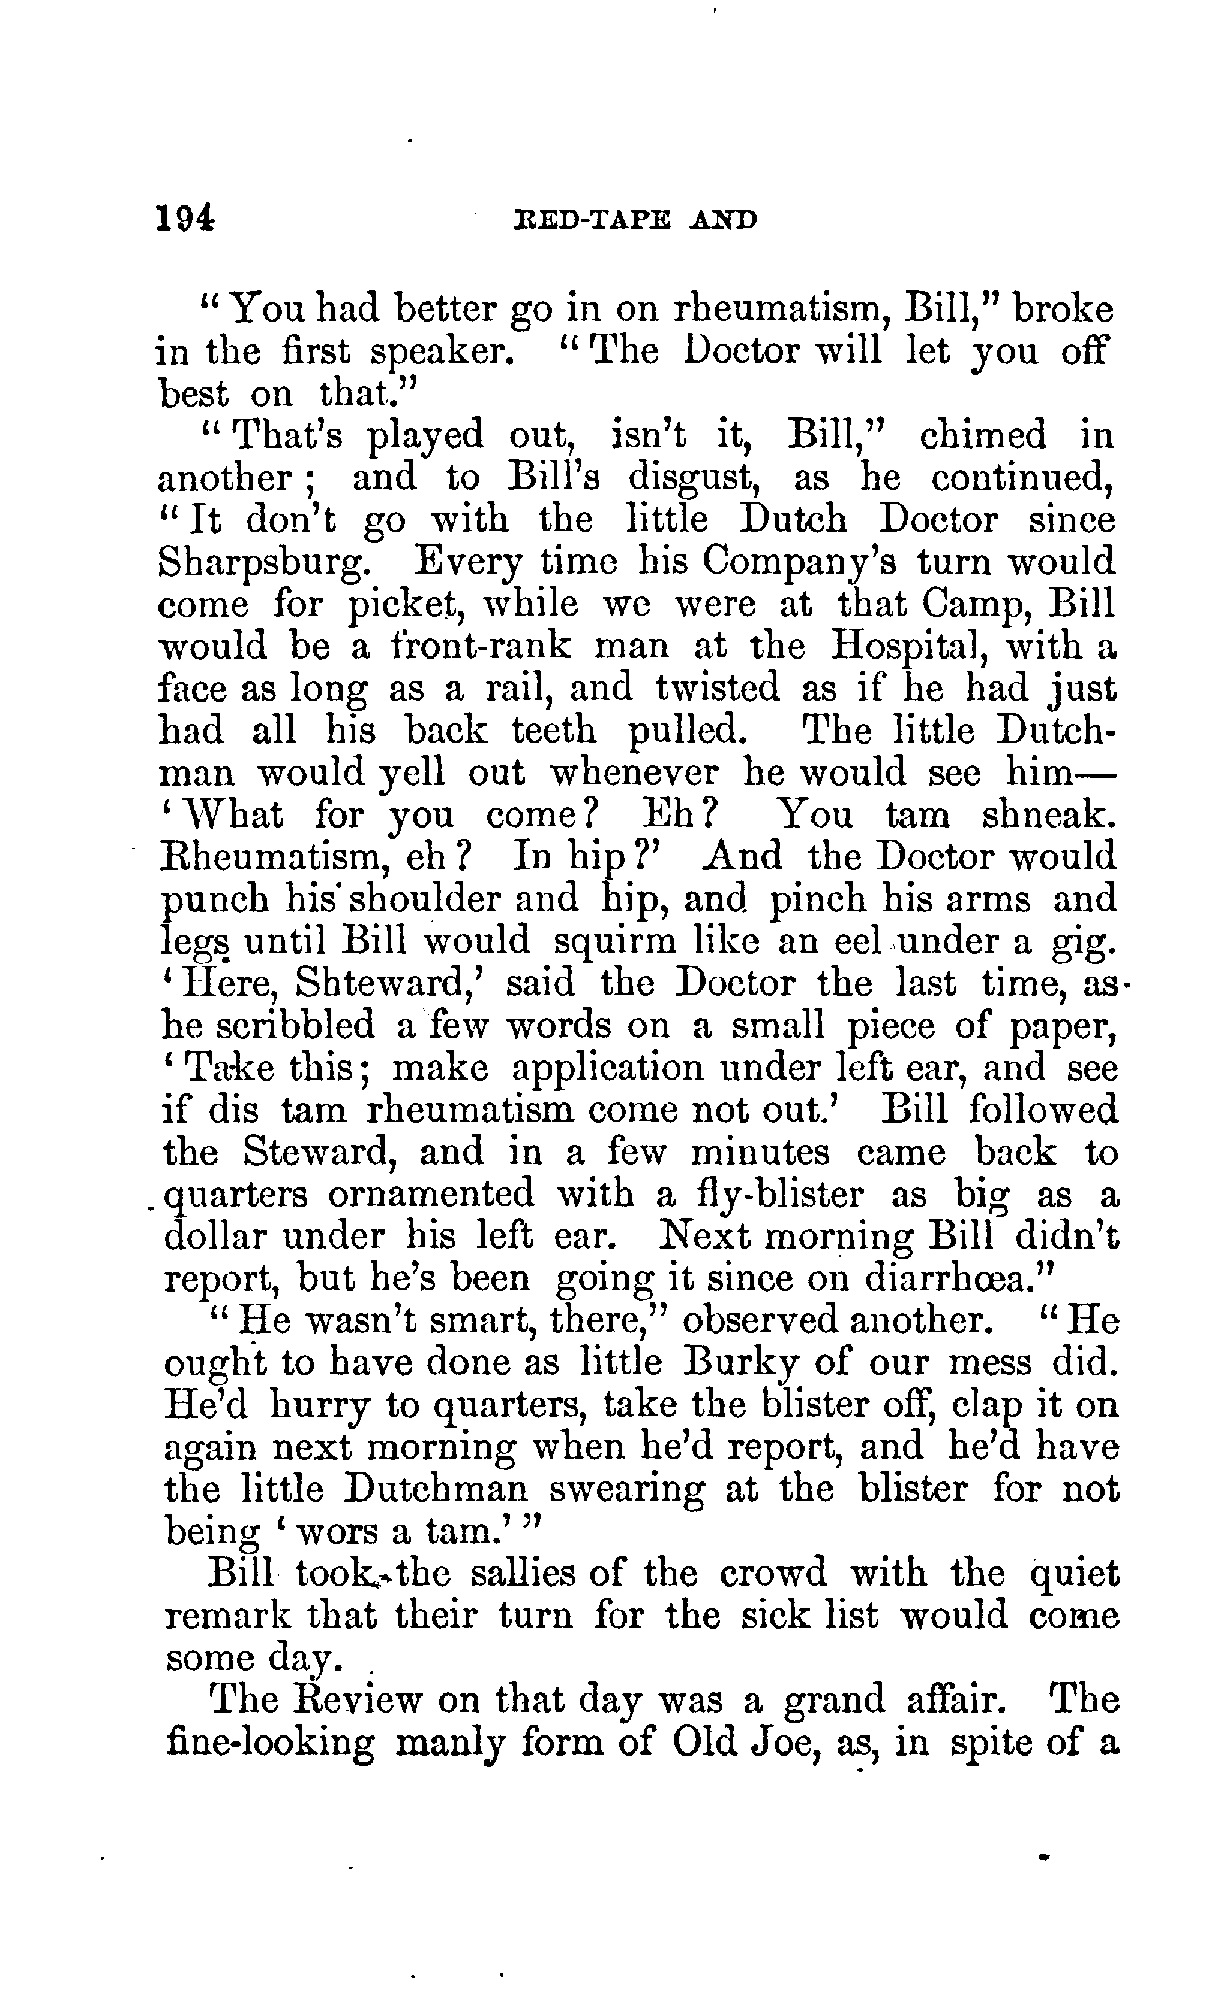 194 RED-TAPE AND
"You had better go in on rheumatism, Bill," broke
in the first speaker. "The Doctor will let you off
best on that."
"That's played out, isn't it, Bill," chimed in
another; and to Bill's disgust, as he continued,
"It don't go with the little Dutch Doctor since
Sharpsburg. Every time his Company's turn would
come for picket, while we were at that Camp, Bill
would be a front-rank man at the Hospital, with a
face as long as a rail, and twisted as if he had just
had all his back teeth pulled. The little Dutch-
man would yell out whenever he would see him—
'What for you come? Eh? You tam shneak.
Rheumatism, eh? In hip?' And the Doctor would
punch his shoulder and hip, and pinch his arms and
legs until Bill would squirm like an eel under a gig.
'Here, Shteward,' said the Doctor the last time, as
he scribbled a few words on a small piece of paper,
'Take this; make application under left ear, and see
if dis tam rheumatism come not out.' Bill followed
the Steward, and in a few minutes came back to
quarters ornamented with a fly-blister as big as a
dollar under his left ear. Next morning Bill didn't
report, but he's been going it since on diarrhœa."
"He wasn't smart, there," observed another. "He
ought to have done as little Burky of our mess did.
He'd hurry to quarters, take the blister off, clap it on
again next morning when he'd report, and he'd have
the little Dutchman swearing at the blister for not
being 'wors a tam.'"
Bill took the sallies of the crowd with the quiet
remark that their turn for the sick list would come
some day.
The Review on that day was a grand affair. The
fine-looking manly form of Old Joe, as, in spite of a